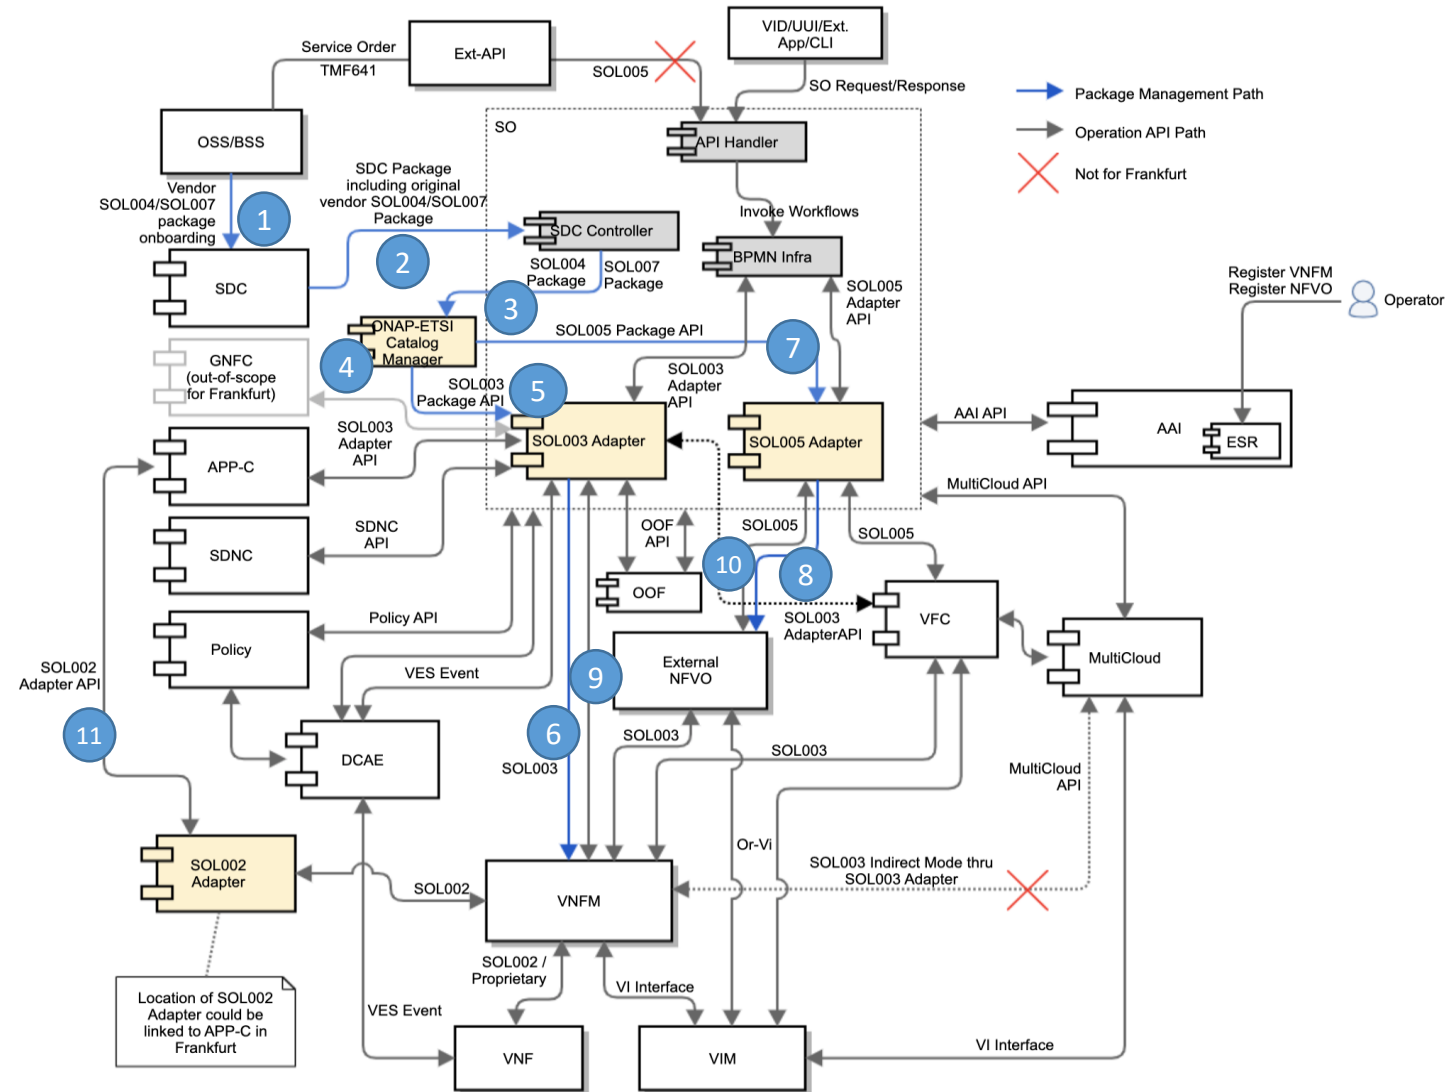 VID/UUI/Ext.
App/CLI
Service Order
TMF641
Ext-API
SOL005
SO Request/Response
Package Management Path
Operation API Path
Not for Frankfurt
OSS/BSS
SO
API Handler
Vendor
SOL004/SOL007
package
onboarding
1
SDC Package
including original
vendor SOL004/SOL007
Package
2
Invoke Workflows
SDC Controller
BPMN Infra
SDC
SOL004
Package
SOL007
Package
3
SOL005
Adapter
API
Register VNFM
Register NFVO
Operator
ONAP-ETSI
Catalog
Manager
SOL005 Package API
7
GNFC
(out-of-scope
for Frankfurt)
4
SOL003
Package API
5
SOL003
Adapter
API
SOL003 Adapter
SOL005 Adapter
AAI API
AAI
ESR
SOL003
Adapter
API
APP-C
MultiCloud API
SDNC
API
SDNC
OOF
API
SOL005
SOL005
10
8
OOF
SOL003
AdapterAPI
VFC
Policy API
Policy
MultiCloud
SOL002
Adapter API
VES Event
External
NFVO
9
11
6
SOL003
SOL003
SOL003
DCAE
MultiCloud
API
Or-Vi
SOL003 Indirect Mode thru
SOL003 Adapter
SOL002
Adapter
SOL002
VNFM
SOL002 /
Proprietary
VI Interface
Location of SOL002
Adapter could be
linked to APP-C in
Frankfurt
VES Event
VNF
VIM
VI Interface